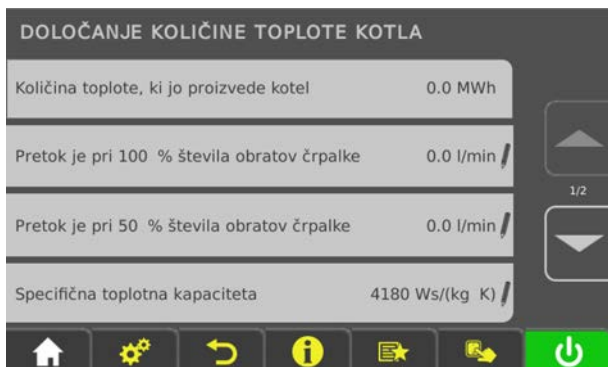 DOLOČANJE KOLIČINE TOPLOTE KOTLA
Količina toplote, ki jo proizvede kotel 0.0 MWh
Pretok je pri 100 % števila obratov črpalke 0.0 l/min
1/2
Pretok je pri 50 % števila obratov črpalke 0.0 l/min
Specifična toplotna kapaciteta 4180 Ws/(kg K)